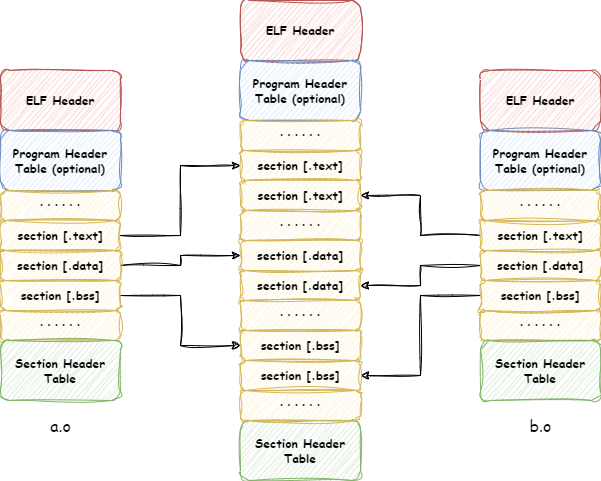 ELF Header
Program Header
Table (optional)
······
section [.text]
section [.data]
section [.bss]
······
Section Header
Table
a.o
ELF Header
Program Header
Table (optional)
······
section [.text]
section [.text]
······
section [.data]
section [.data]
······
section [.bss]
section [.bss]
······
Section Header
Table
ELF Header
Program Header
Table (optional)
······
section [.text]
section [.data]
section [.bss]
······
Section Header
Table
b.o